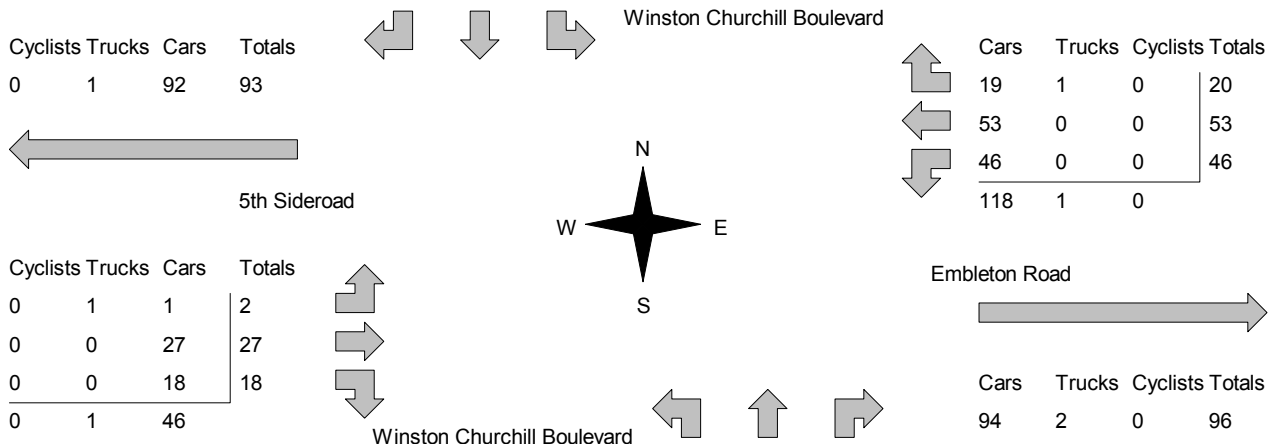 Winston Churchill Boulevard
Cyclists Trucks Cars Totals
0 1 92 93
Cars Trucks Cyclists Totals
19 1 0 20
53 0 0 53
46 0 0 46
118 1 0
5th Sideroad
N
W E
S
Cyclists Trucks Cars Totals
0 1 1 2
0 0 27 27
0 0 18 18
0 1 46
Embleton Road
Cars Trucks Cyclists Totals
94 2 0 96
Winston Churchill Boulevard